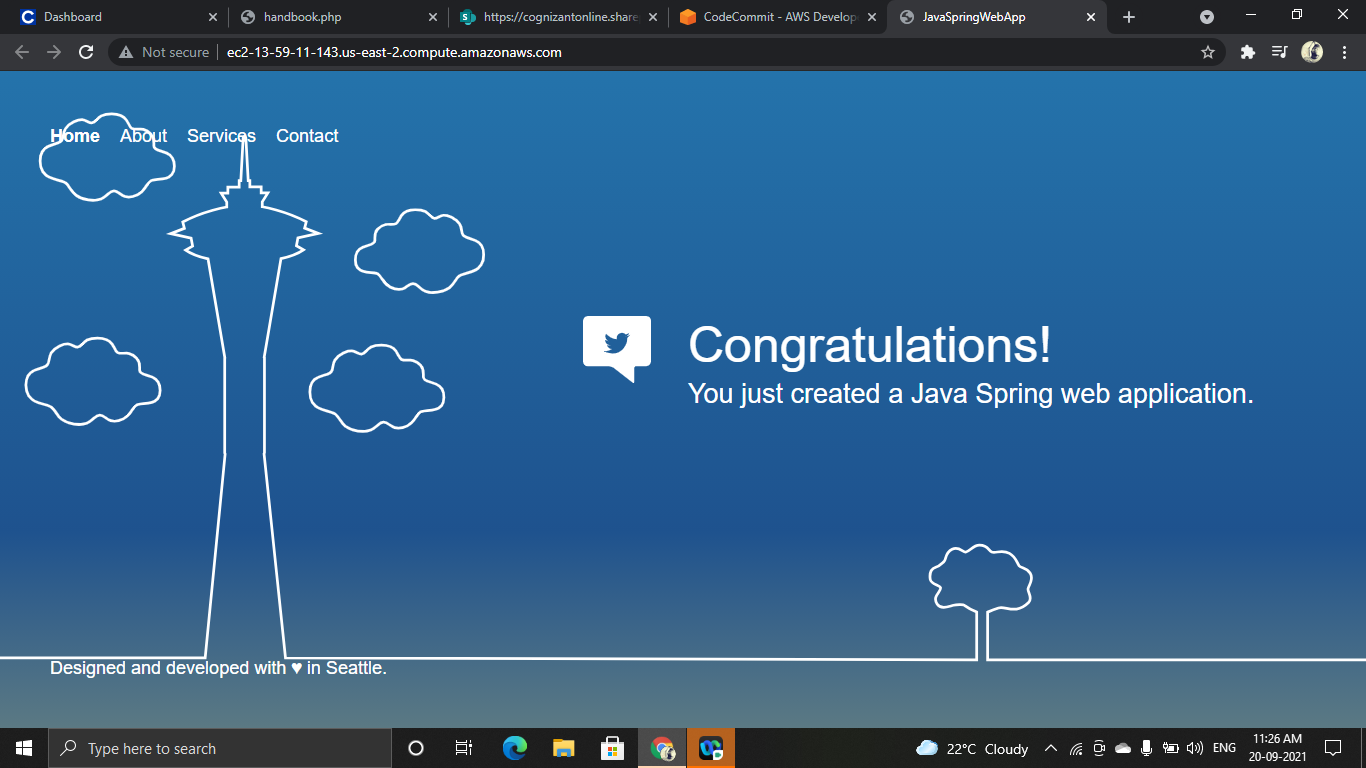 Dashboard
handbook.php
https://cognizantonline.share
CodeCommit - AWS Develop
JavaSpringWebApp
Not secure
ec2-13-59-11-143.us-east-2.compute.amazonaws.com
Home About Services Contact
Congratulations!
You just created a Java Spring web application.
Designed and developed with ♥ in Seattle.
Type here to search
22°C Cloudy
ENG
11:26 AM
20-09-2021